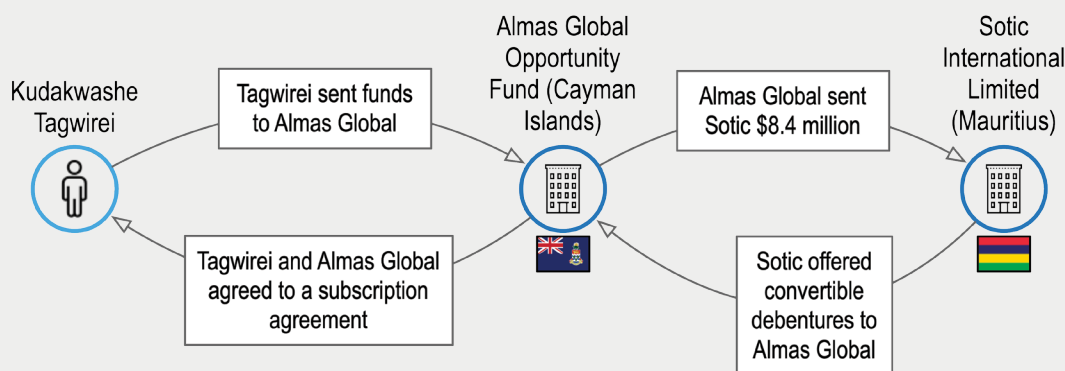 Kudakwashe
Tagwirei
Tagwirei sent funds
to Almas Global
Almas Global
Opportunity
Fund (Cayman
Islands)
Almas Global sent
Sotic $8.4 million
Sotic
International
Limited
(Mauritius)
Tagwirei and Almas Global
agreed to a subscription
agreement
Sotic offered
convertible
debentures to
Almas Global